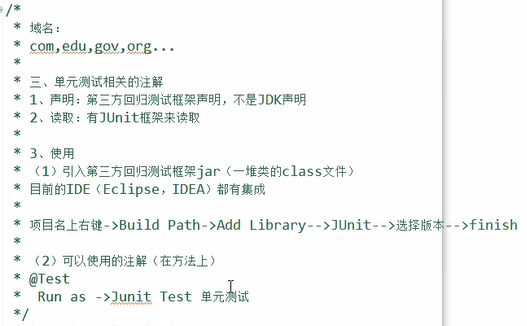 /*
* 域名:
* com,edu,gov,org...
*
* 三、单元测试相关的注解
* 1、声明：第三方回归测试框架声明，不是JDK声明
* 2、读取：有JUnit框架来读取
*
* 3、使用
* （1）引入第三方回归测试框架jar（一堆类的class文件）
* 目前的IDE（Eclipse，IDEA）都有集成
*
* 项目名上右键->Build Path->Add Library-->JUnit-->选择版本-->finish
*
* （2）可以使用的注解（在方法上）
* @Test
*  Run as ->Junit Test 单元测试
*/